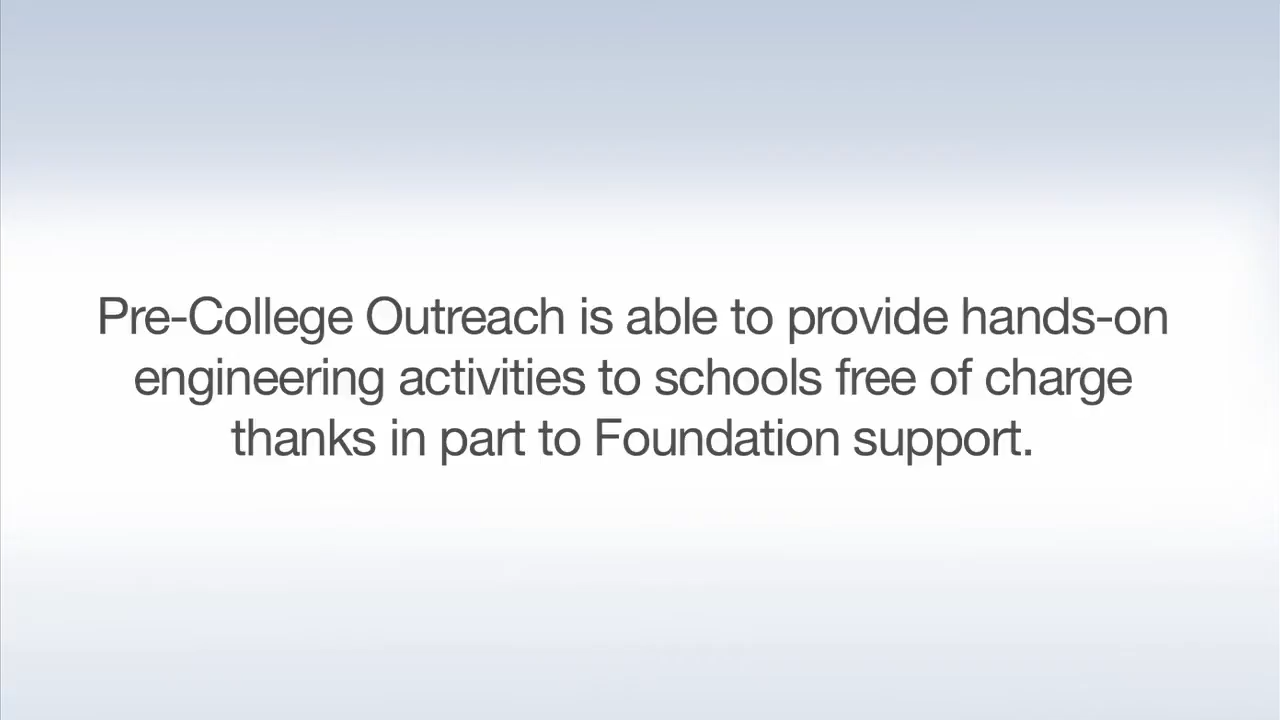 Pre-College Outreach is able to provide hands-on
engineering activities to schools free of charge
thanks in part to Foundation support.